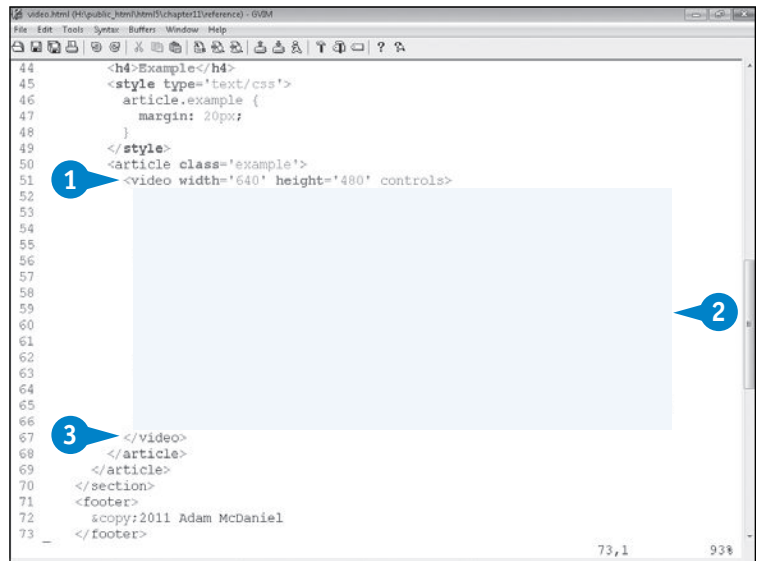 video.html (H:\public_html\html5\chapter11\reference) - GVIM
File Edit Tools Syntax Buffers Window Help
44 <h4>Example</h4>
45 <style type='text/css'>
46 article.example {
47 margin: 20px;
48 }
49 </style>
50 <article class='example'>
51 1 <video width='640' height='480' controls>
52
53
54
55
56
57
58
59 2
60
61
62
63
64
65
66
67 3 </video>
68 </article>
69 </article>
70 </section>
71 <footer>
72 &copy;2011 Adam McDaniel
73 </footer>
73,1 93%